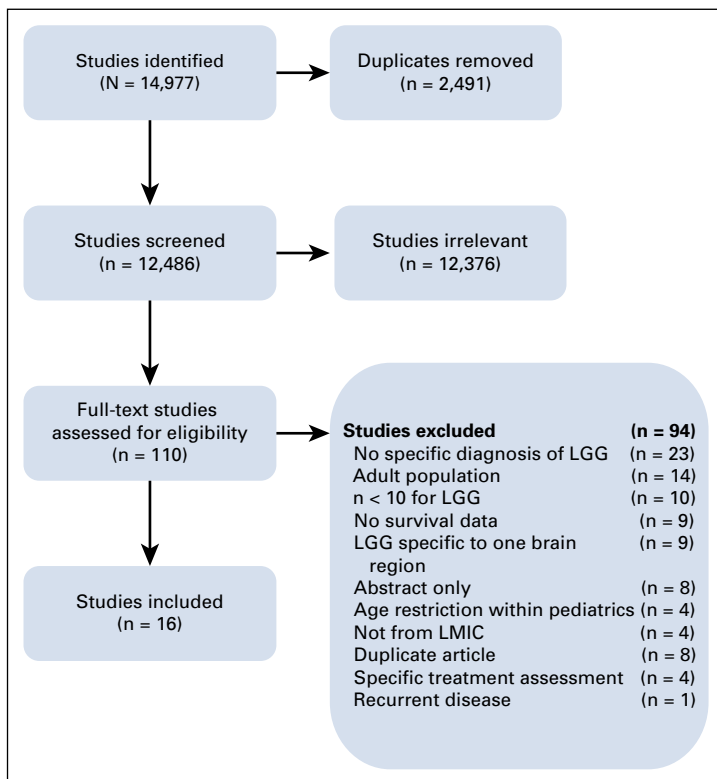 Studies identified
(N = 14,977)
Duplicates removed
(n = 2,491)
Studies screened
(n = 12,486)
Studies irrelevant
(n = 12,376)
Full-text studies
assessed for eligibility
(n = 110)
Studies excluded (n = 94)
No specific diagnosis of LGG (n = 23)
Adult population (n = 14)
n < 10 for LGG (n = 10)
No survival data (n = 9)
LGG specific to one brain (n = 9)
region
Abstract only (n = 8)
Age restriction within pediatrics (n = 4)
Not from LMIC (n = 4)
Duplicate article (n = 8)
Specific treatment assessment (n = 4)
Recurrent disease (n = 1)
Studies included
(n = 16)